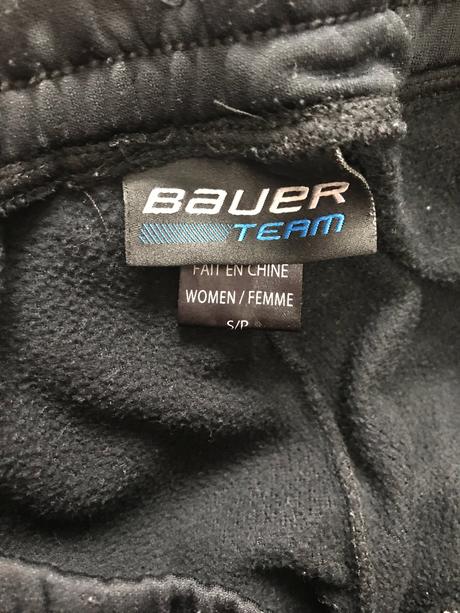 BAUER
TEAM
FAIT EN CHINE
WOMEN / FEMME
S/P